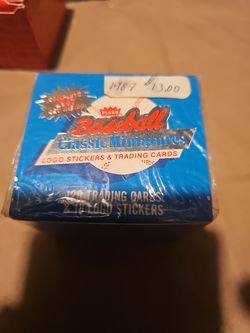 1987 $13.00
FLEER
Baseball
Classic Miniatures
LOGO STICKERS & TRADING CARDS
120 TRADING CARDS
& 18 LOGO STICKERS